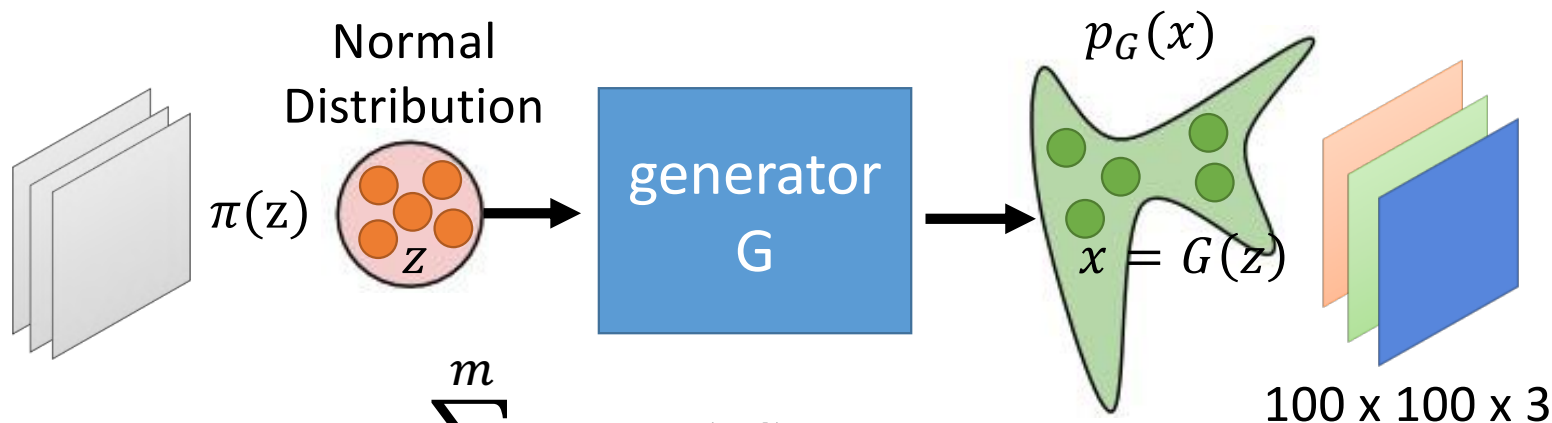 Normal
Distribution
π(z)
z
generator
G
p_G(x)
x = G(z)
100 x 100 x 3
m
∑